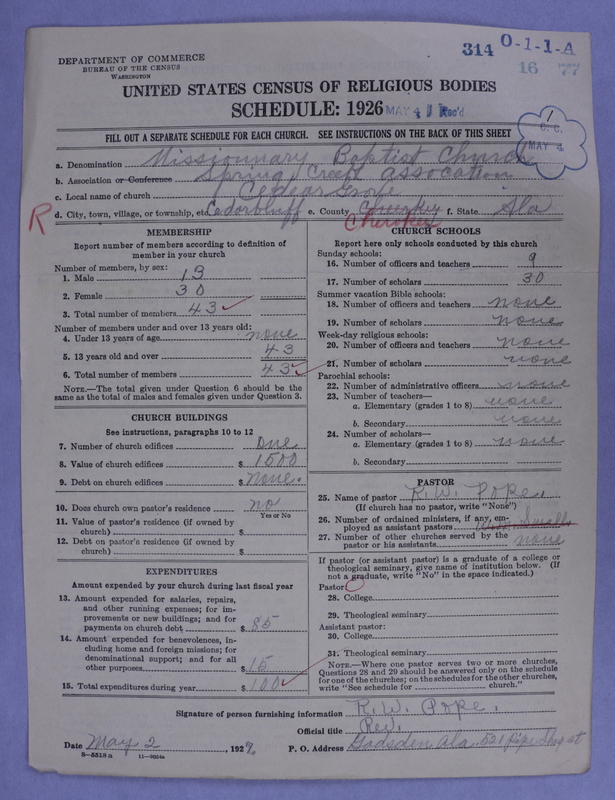 314 O-1-1-A
16 77
DEPARTMENT OF COMMERCE
BUREAU OF THE CENSUS
WASHINGTON
UNITED STATES CENSUS OF RELIGIOUS BODIES
SCHEDULE: 1926 MAY 4 Rec'd
FILL OUT A SEPARATE SCHEDULE FOR EACH CHURCH. SEE INSTRUCTIONS ON THE BACK OF THIS SHEET
1
C. C.
MAY 4
a. Denomination Missionnary Baptist Church
b. Association or Conference Spring Creek assocation
c. Local name of church Cedar Grove
R d. City, town, village, or township, etc. Cedarbluff e. County Cherokee f. State Ala
Cherokee
MEMBERSHIP
Report number of members according to definition of
member in your church
Number of members, by sex:
1. Male 13
2. Female 30
3. Total number of members 43
Number of members under and over 13 years old:
4. Under 13 years of age none
5. 13 years old and over 43
6. Total number of members 43
NOTE.—The total given under Question 6 should be
same as the total of males and females given under Question 3.
CHURCH BUILDINGS
See instructions, paragraphs 10 to 12
7. Number of church edifices One
8. Value of church edifices $ 1500
9. Debt on church edifices $ None.
10. Does church own pastor's residence no
Yes or No
11. Value of pastor's residence (if owned by
church) $
12. Debt on pastor's residence (if owned by
church) $
EXPENDITURES
Amount expended by your church during last fiscal year
13. Amount expended for salaries, repairs,
and other running expenses; for im-
provements or new buildings; and for
payments on church debt $ 85
14. Amount expended for benevolences, in-
cluding home and foreign missions; for
denominational support; and for all
other purposes $ 15
15. Total expenditures during year $ 100
CHURCH SCHOOLS
Report here only schools conducted by this church
Sunday schools:
16. Number of officers and teachers 9
17. Number of scholars 30
Summer vacation Bible schools:
18. Number of officers and teachers none
19. Number of scholars none
Week-day religious schools:
20. Number of officers and teachers none
21. Number of scholars none
Parochial schools:
22. Number of administrative officers none
23. Number of teachers—
a. Elementary (grades 1 to 8) none
b. Secondary none
24. Number of scholars—
a. Elementary (grades 1 to 8) none
b. Secondary
PASTOR
25. Name of pastor R. W. Pope.
(If church has no pastor, write "None")
26. Number of ordained ministers, if any, em-
ployed as assistant pastors
27. Number of other churches served by the
pastor or his assistants none
If pastor (or assistant pastor) is a graduate of a college or
theological seminary, give name of institution below. (If
not a graduate, write "No" in the space indicated.)
Pastor:
28. College
29. Theological seminary
Assistant pastor:
30. College
31. Theological seminary
NOTE.—Where one pastor serves two or more churches,
Questions 28 and 29 should be answered only on the schedule
for one of the churches; on the schedules for the other churches,
write "See schedule for church."
Signature of person furnishing information R. W. Pope.
Official title Rev.
Date May 2, 1927. P. O. Address Gadsden Ala. 521 pipe Shop st
8—5518a 11—9054a